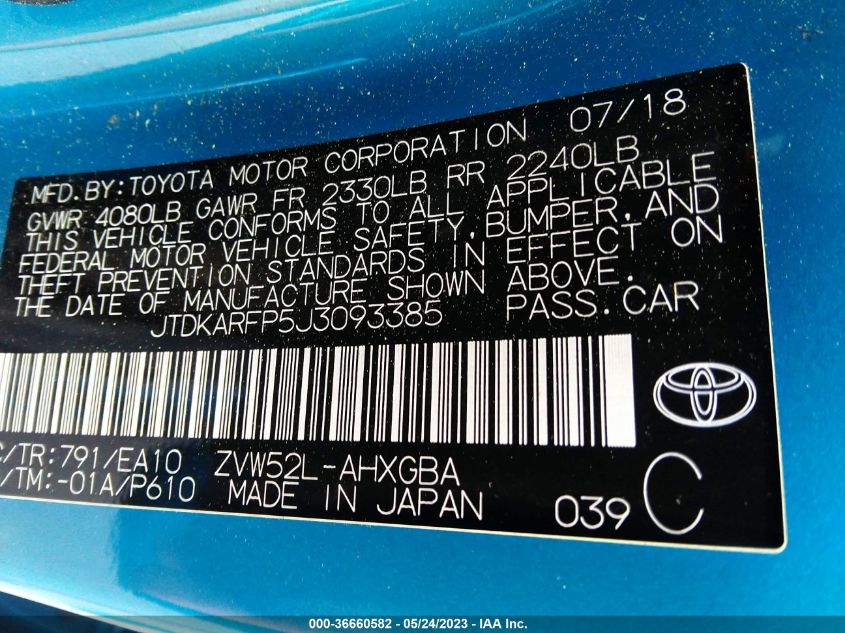 MFD.BY:TOYOTA MOTOR CORPORATION 07/18
GVWR 4080LB GAWR FR 2330LB RR 2240LB
THIS VEHICLE CONFORMS TO ALL APPLICABLE
FEDERAL MOTOR VEHICLE SAFETY,BUMPER,AND
THEFT PREVENTION STANDARDS IN EFFECT ON
THE DATE OF MANUFACTURE SHOWN ABOVE.
JTDKARFP5J3093385 PASS.CAR
C/TR:791/EA10 ZVW52L-AHXGBA
/TM:-01A/P610 MADE IN JAPAN 039 C
000-36660582 - 05/24/2023 - IAA Inc.